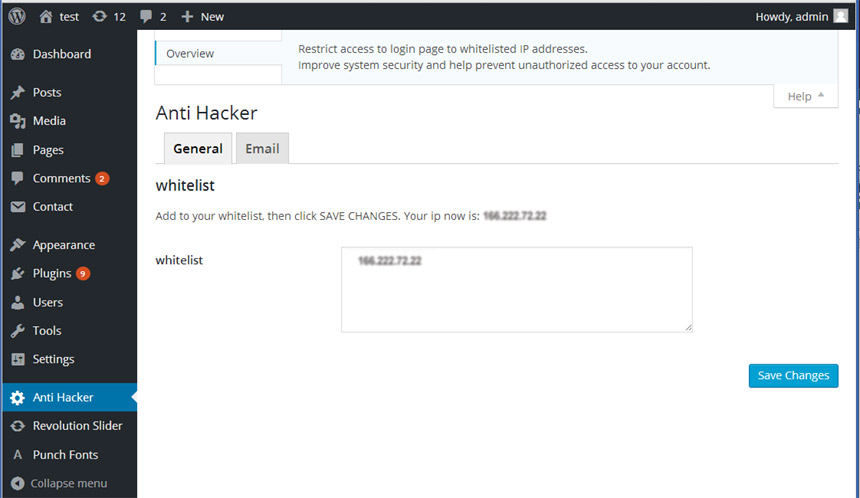 test 12 2 New Howdy, admin
Dashboard
Posts
Media
Pages
Comments 2
Contact
Appearance
Plugins 9
Users
Tools
Settings
Anti Hacker
Revolution Slider
Punch Fonts
Collapse menu
Overview
Restrict access to login page to whitelisted IP addresses.
Improve system security and help prevent unauthorized access to your account.
Help
Anti Hacker
General Email
whitelist
Add to your whitelist, then click SAVE CHANGES. Your ip now is: 166.222.72.22
whitelist 166.222.72.22
Save Changes